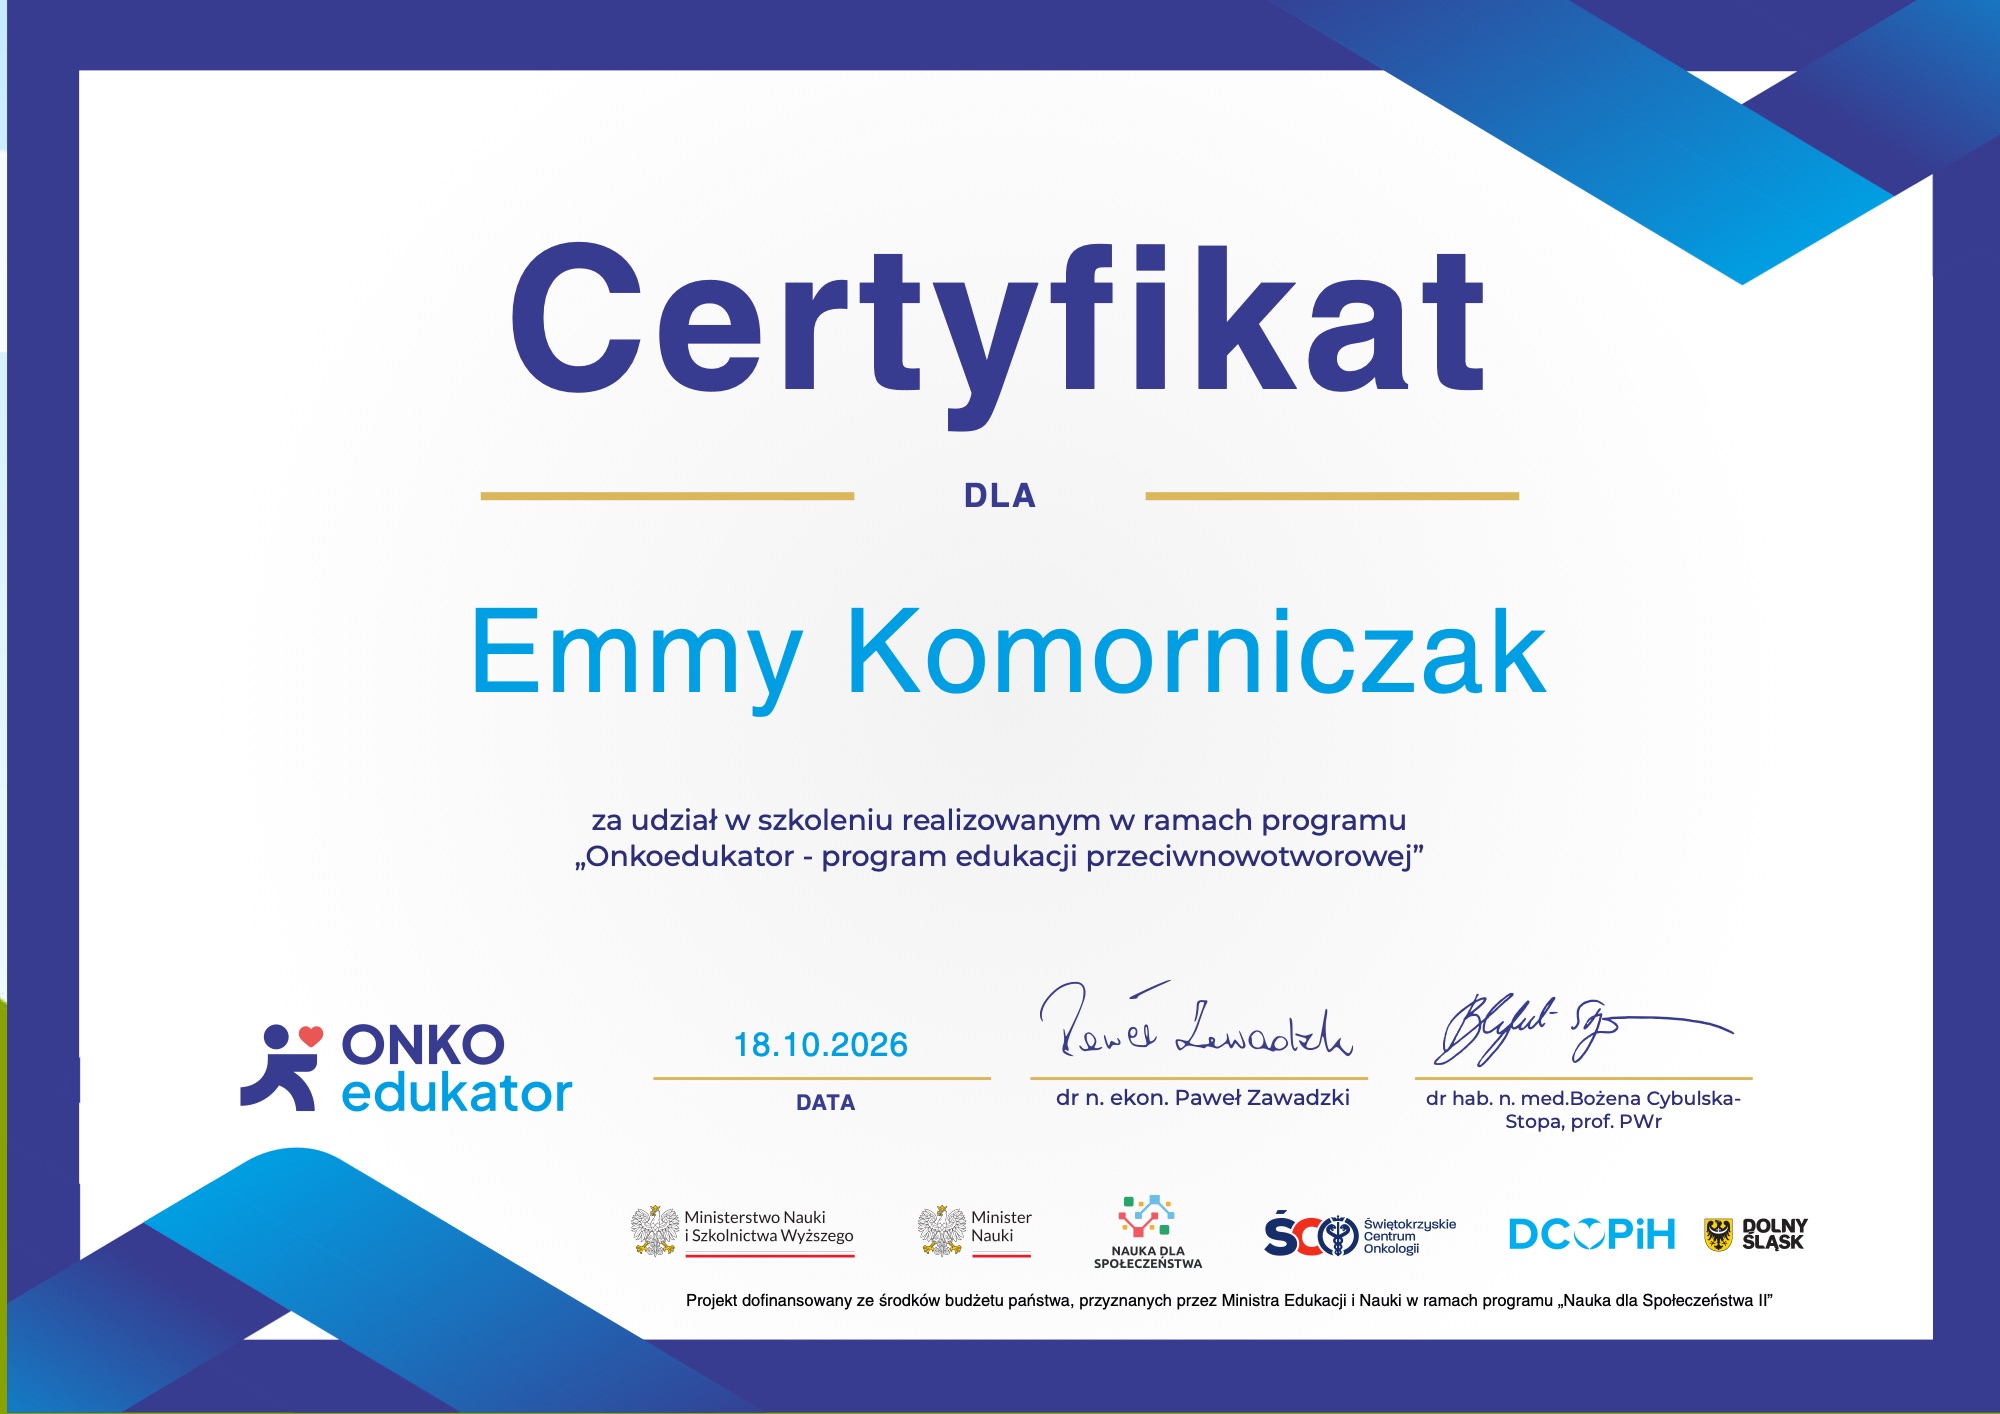 Certyfikat
DLA
Emmy Komorniczak
za udział w szkoleniu realizowanym w ramach programu
„Onkoedukator - program edukacji przeciwnowotworowej”
ONKO
edukator
18.10.2026
DATA
Paweł Zawadzki
dr n. ekon. Paweł Zawadzki
dr hab. n. med.Bożena Cybulska-
Stopa, prof. PWr
Ministerstwo Nauki
i Szkolnictwa Wyższego
Minister
Nauki
NAUKA DLA
SPOŁECZEŃSTWA
ŚCO
Świętokrzyskie
Centrum
Onkologii
DCOPiH
DOLNY
ŚLĄSK
Projekt dofinansowany ze środków budżetu państwa, przyznanych przez Ministra Edukacji i Nauki w ramach programu „Nauka dla Społeczeństwa II”